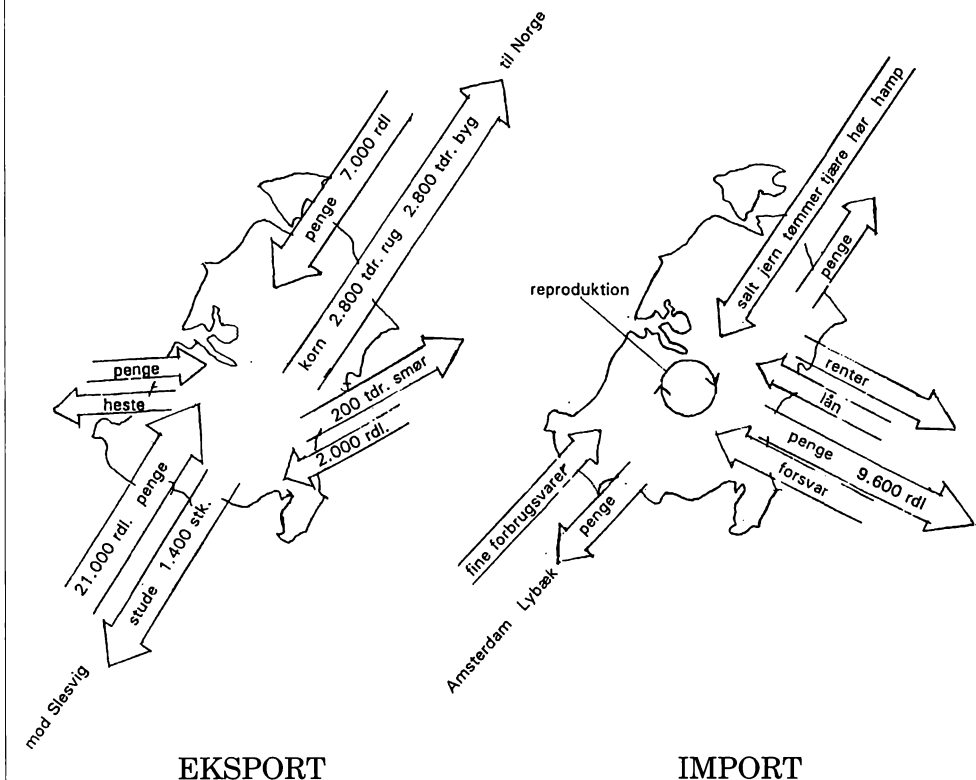 til Norge
penge 7.000 rdl
korn 2.800 tdr. rug 2.800 tdr. byg
penge
heste
200 tdr. smør
2.000 rdl.
21.000 rdl. penge
stude 1.400 stk.
mod Slesvig
EKSPORT
salt jern tømmer tjære hør hamp
penge
reproduktion
renter
lån
penge 9.600 rdl
forsvar
fine forbrugsvarer
penge
Amsterdam Lybæk
IMPORT